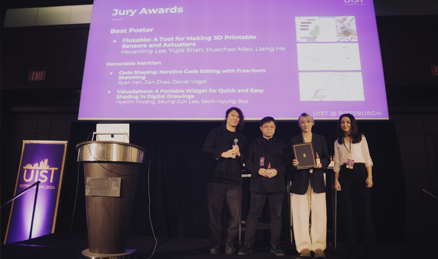 UIST
Jury Awards
Best Poster
Fluxable: A Tool for Making 3D Printable
Sensors and Actuators
Hsuanling Lee, Yujie Shan, Huachao Mao, Liang He
Honorable Mention
Code Shaping: Iterative Code Editing with Free-form
Sketching
Ryan Yen, Jian Zhao, Daniel Vogel
ValueSphere: A Portable Widget for Quick and Easy
Shading in Digital Drawings
UIST @ PITTSBURGH
EXIT
UIST